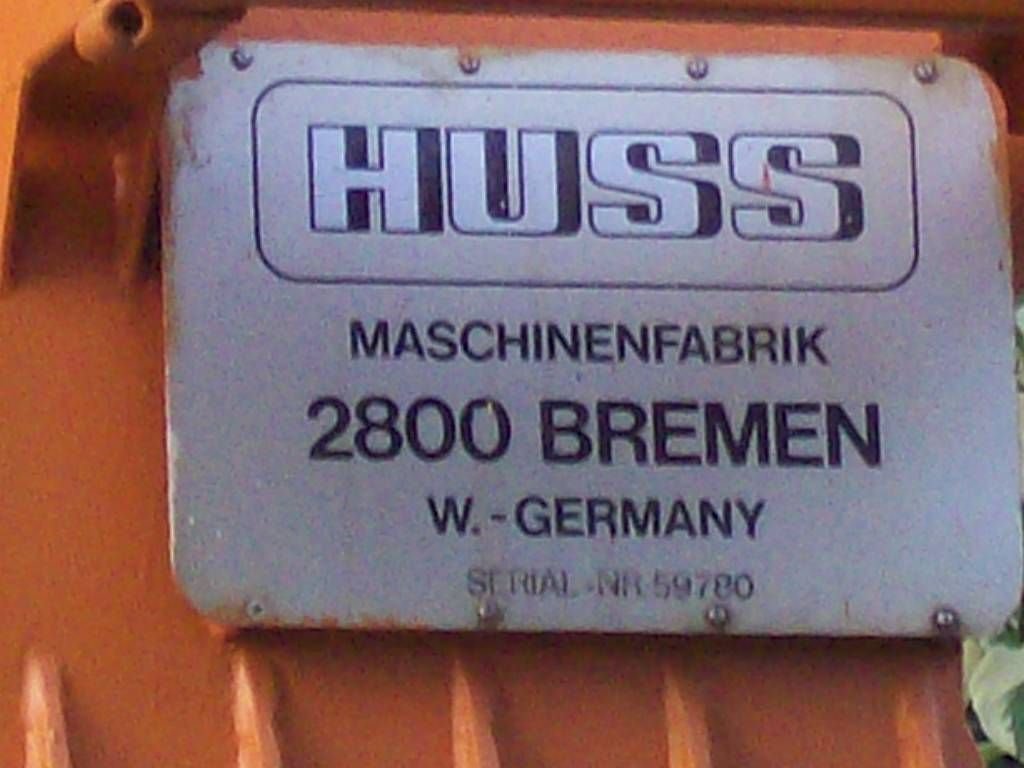 HUSS
MASCHINENFABRIK
2800 BREMEN
W.-GERMANY
SERIAL-NR 59780